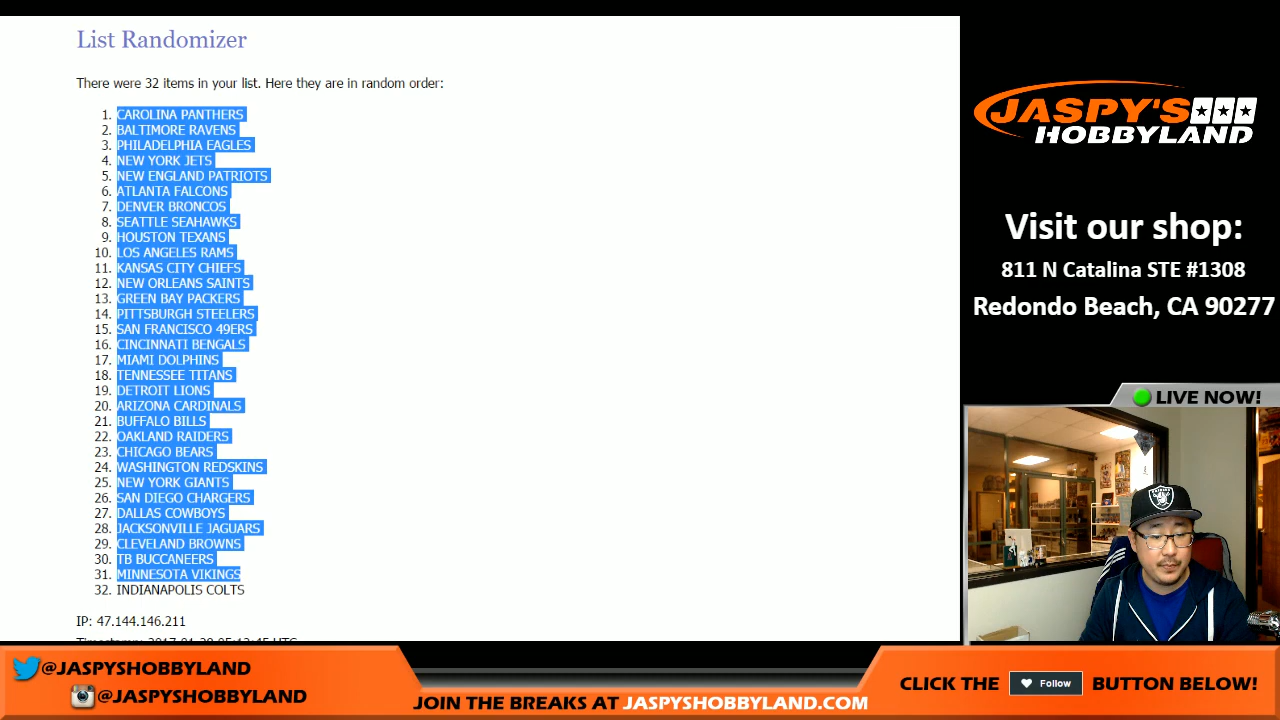 List Randomizer
There were 32 items in your list. Here they are in random order:
1. CAROLINA PANTHERS
2. BALTIMORE RAVENS
3. PHILADELPHIA EAGLES
4. NEW YORK JETS
5. NEW ENGLAND PATRIOTS
6. ATLANTA FALCONS
7. DENVER BRONCOS
8. SEATTLE SEAHAWKS
9. HOUSTON TEXANS
10. LOS ANGELES RAMS
11. KANSAS CITY CHIEFS
12. NEW ORLEANS SAINTS
13. GREEN BAY PACKERS
14. PITTSBURGH STEELERS
15. SAN FRANCISCO 49ERS
16. CINCINNATI BENGALS
17. MIAMI DOLPHINS
18. TENNESSEE TITANS
19. DETROIT LIONS
20. ARIZONA CARDINALS
21. BUFFALO BILLS
22. OAKLAND RAIDERS
23. CHICAGO BEARS
24. WASHINGTON REDSKINS
25. NEW YORK GIANTS
26. SAN DIEGO CHARGERS
27. DALLAS COWBOYS
28. JACKSONVILLE JAGUARS
29. CLEVELAND BROWNS
30. TB BUCCANEERS
31. MINNESOTA VIKINGS
32. INDIANAPOLIS COLTS
IP: 47.144.146.211
JASPY'S
HOBBYLAND
Visit our shop:
811 N Catalina STE #1308
Redondo Beach, CA 90277
LIVE NOW!
@JASPYSHOBBYLAND
@JASPYSHOBBYLAND
JOIN THE BREAKS AT JASPYSHOBBYLAND.COM
CLICK THE Follow BUTTON BELOW!